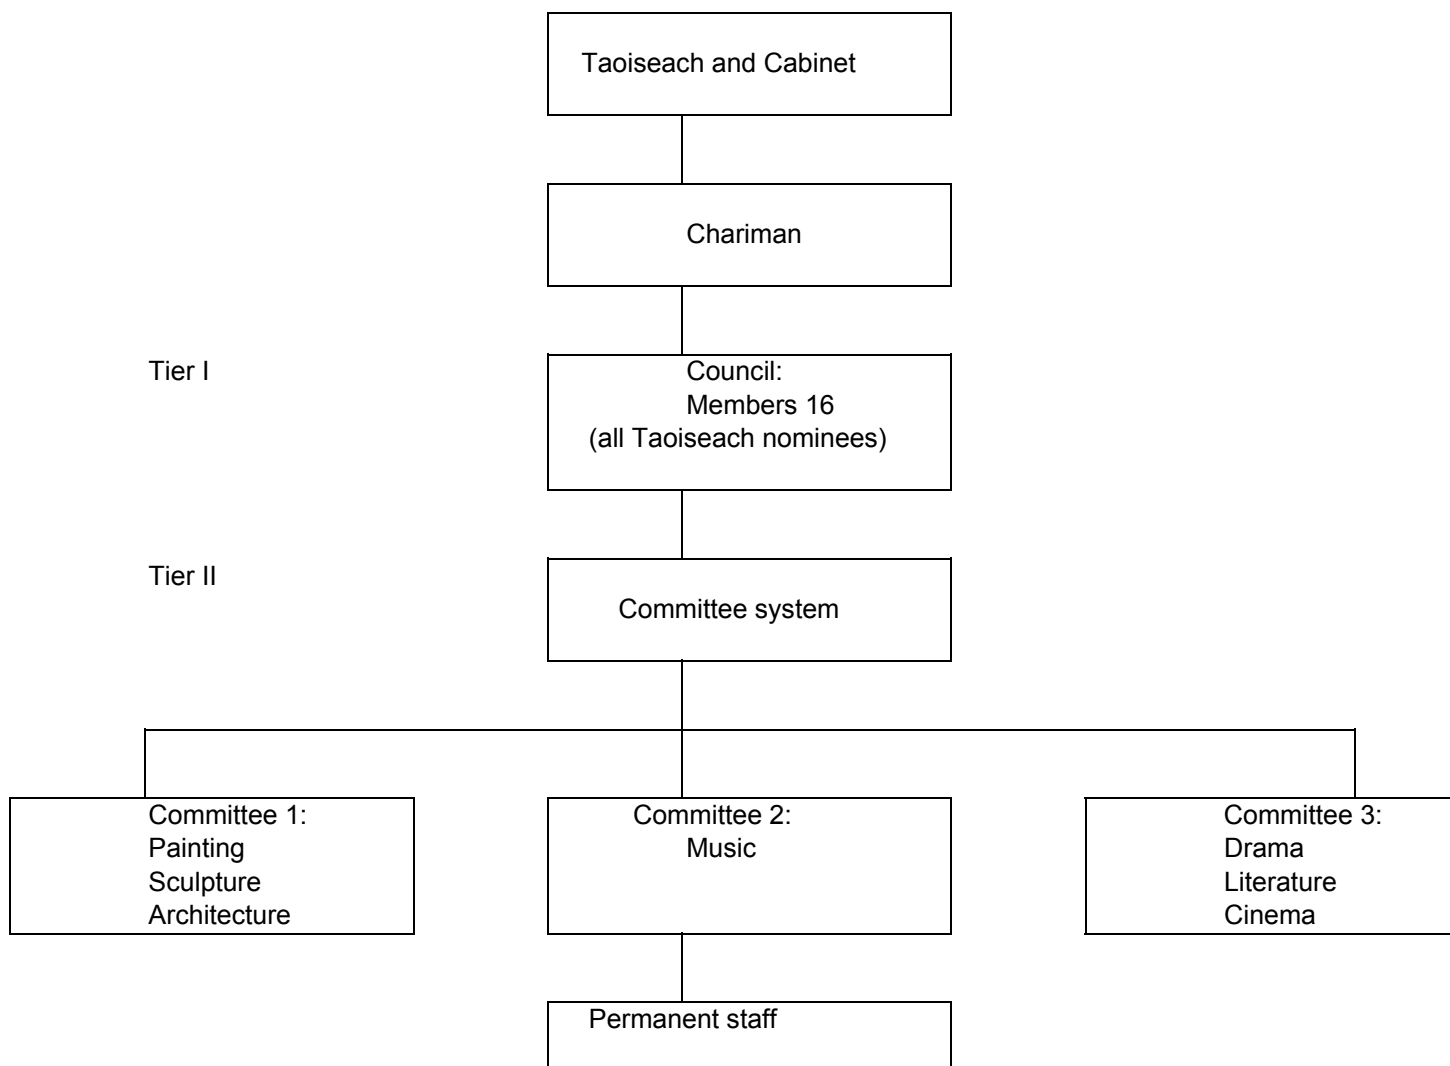 Taoiseach and Cabinet
Chariman
Tier I
Council:
Members 16
(all Taoiseach nominees)
Tier II
Committee system
Committee 1:
Painting
Sculpture
Architecture
Committee 2:
Music
Committee 3:
Drama
Literature
Cinema
Permanent staff